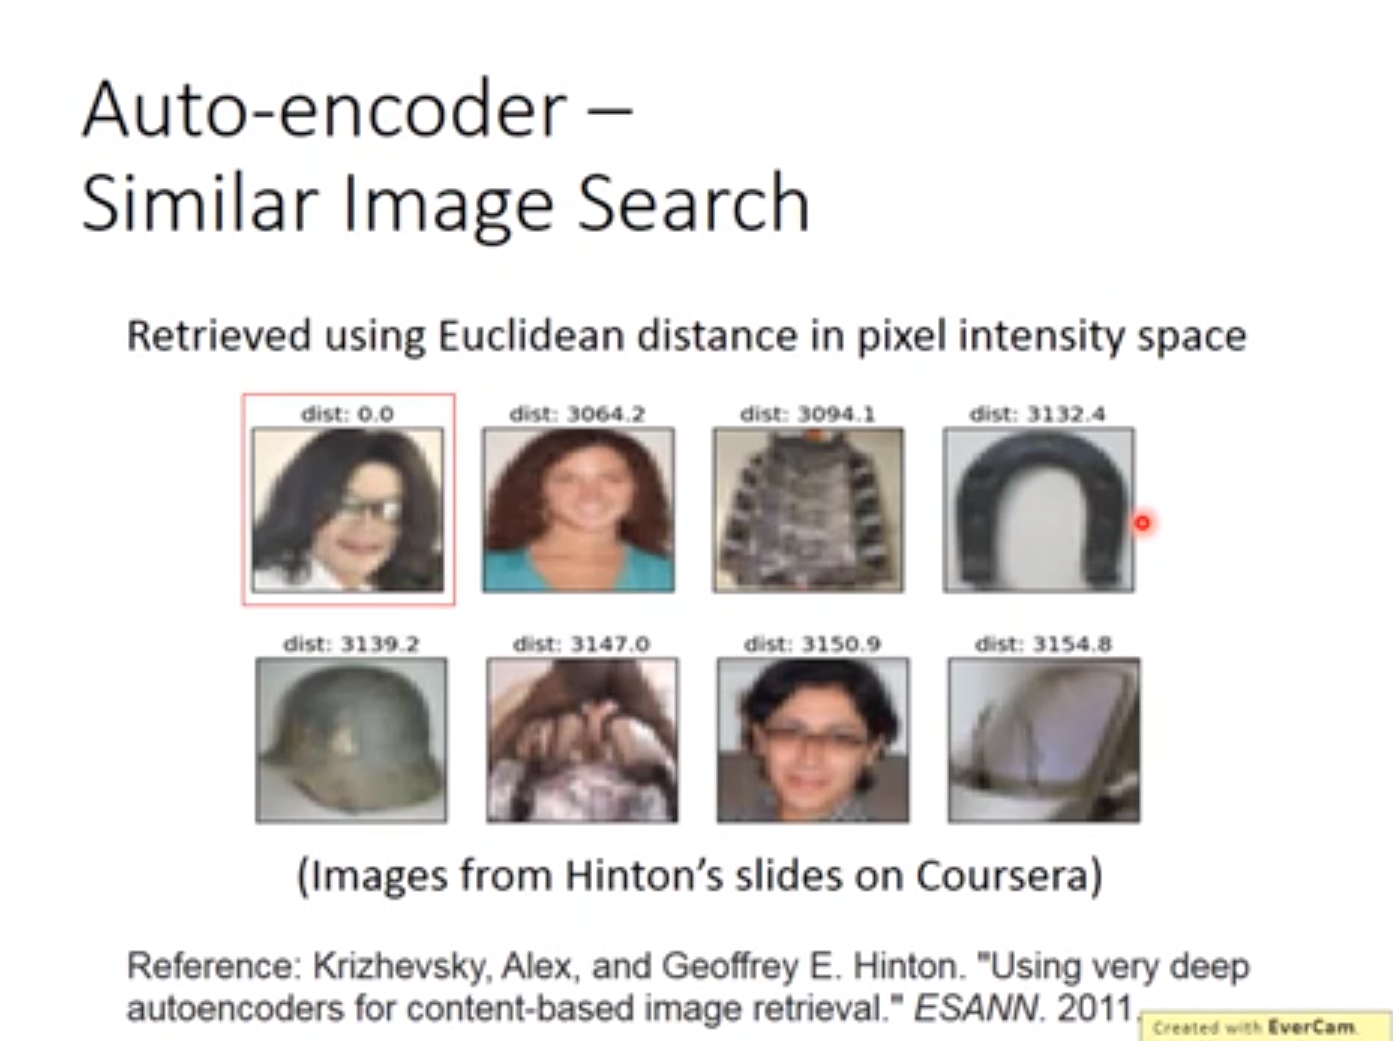 Auto-encoder –
Similar Image Search
Retrieved using Euclidean distance in pixel intensity space
dist: 0.0 dist: 3064.2 dist: 3094.1 dist: 3132.4
dist: 3139.2 dist: 3147.0 dist: 3150.9 dist: 3154.8
(Images from Hinton’s slides on Coursera)
Reference: Krizhevsky, Alex, and Geoffrey E. Hinton. "Using very deep
autoencoders for content-based image retrieval." ESANN. 2011.
Created with EverCam.